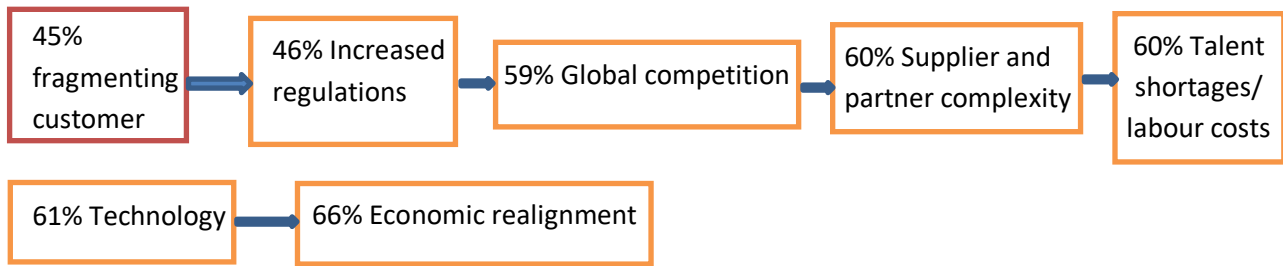 45%
fragmenting
customer
46% Increased
regulations
59% Global competition
60% Supplier and
partner complexity
60% Talent
shortages/
labour costs
61% Technology
66% Economic realignment